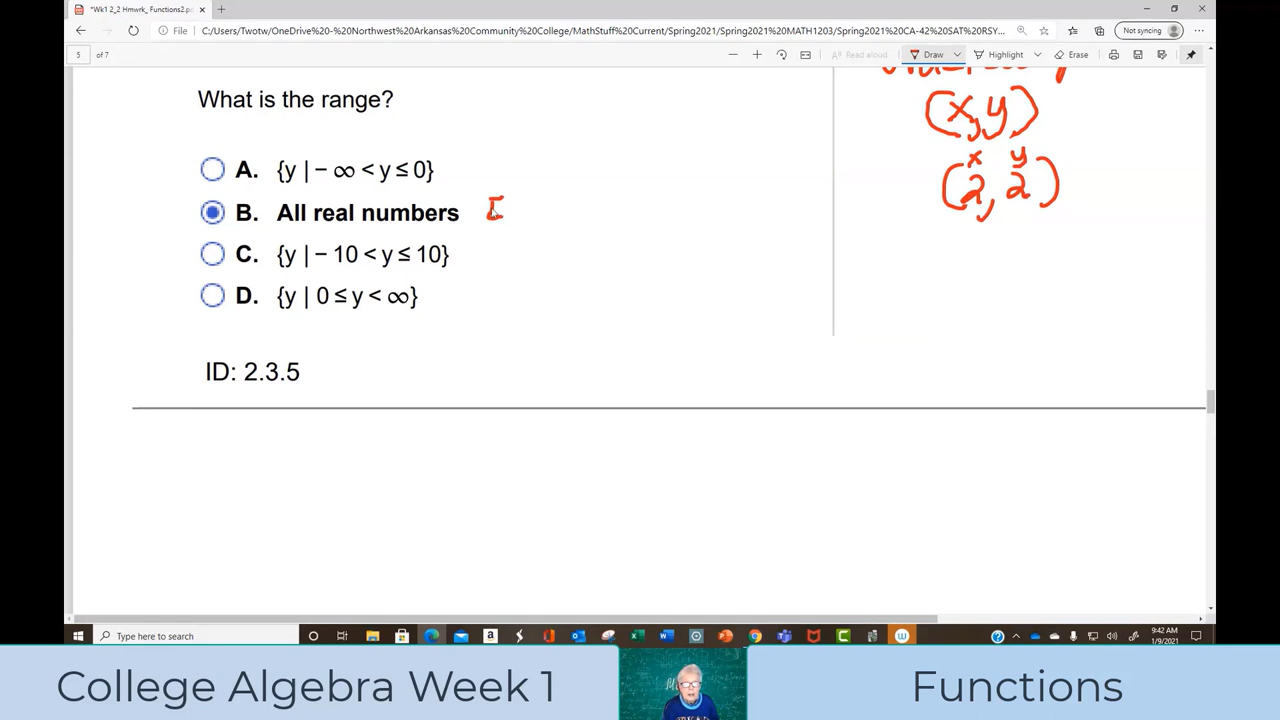 *Wk1 2_2 Hmwrk_ Functions2.pd
File C:/Users/Twotw/OneDrive%20-%20Northwest%20Arkansas%20Community%20College/MathStuff%20Current/Spring2021/Spring2021%20MATH1203/Spring2021%20CA-42%20SAT%20RSY...
Not syncing
5 of 7
Read aloud Draw Highlight Erase
(x, y)
What is the range?
x y
A. {y | − ∞ < y ≤ 0}
(2, 2)
B. All real numbers [
C. {y | − 10 < y ≤ 10}
D. {y | 0 ≤ y < ∞}
ID: 2.3.5
Type here to search
9:42 AM
1/9/2021
College Algebra Week 1
Functions